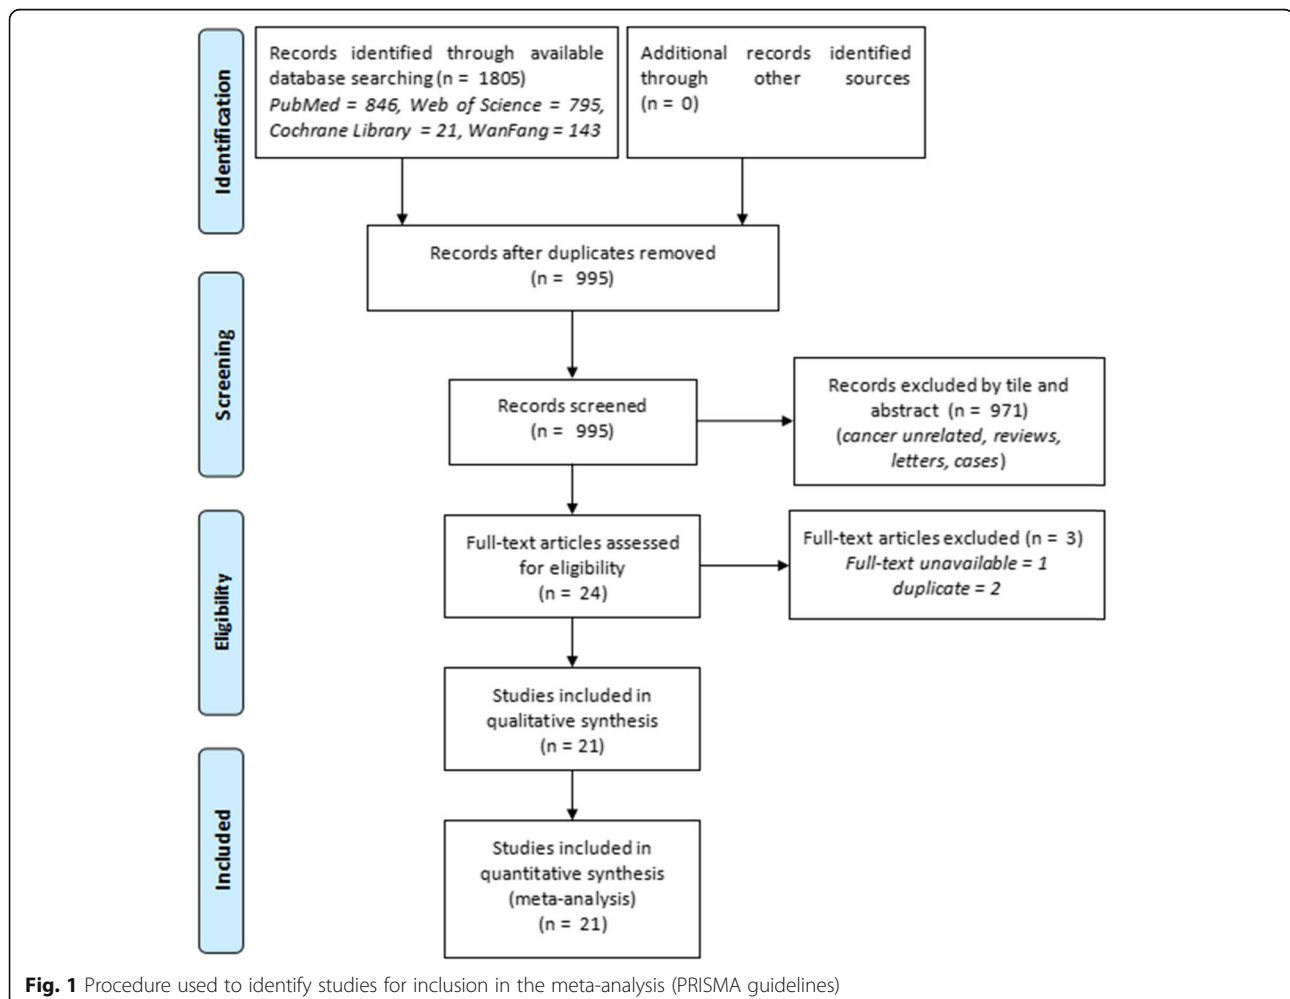 Identification
Records identified through available
database searching (n = 1805)
PubMed = 846, Web of Science = 795,
Cochrane Library = 21, WanFang = 143
Additional records identified
through other sources
(n = 0)
Records after duplicates removed
(n = 995)
Screening
Records screened
(n = 995)
Records excluded by tile and
abstract (n = 971)
(cancer unrelated, reviews,
letters, cases)
Eligibility
Full-text articles assessed
for eligibility
(n = 24)
Full-text articles excluded (n = 3)
Full-text unavailable = 1
duplicate = 2
Studies included in
qualitative synthesis
(n = 21)
Included
Studies included in
quantitative synthesis
(meta-analysis)
(n = 21)
Fig. 1 Procedure used to identify studies for inclusion in the meta-analysis (PRISMA guidelines)